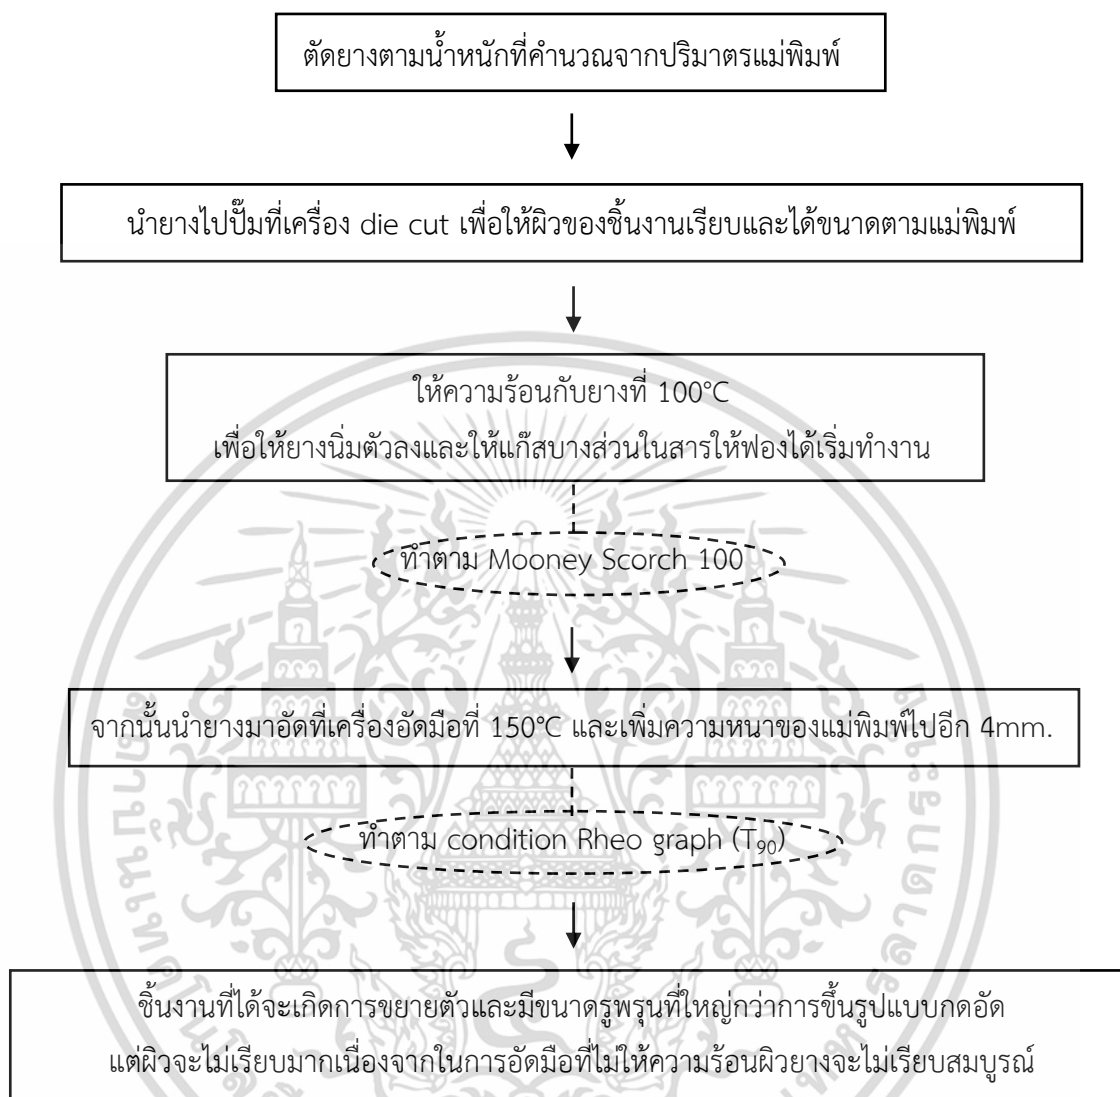 ตัดยางตามน้ำหนักที่คำนวณจากปริมาตรแม่พิมพ์
นำยางไปปั๊มที่เครื่อง die cut เพื่อให้ผิวของชิ้นงานเรียบและได้ขนาดตามแม่พิมพ์
ให้ความร้อนกับยางที่ 100°C
เพื่อให้ยางนิ่มตัวลงและให้แก๊สบางส่วนในสารให้ฟองได้เริ่มทำงาน
ทำตาม Mooney Scorch 100
จากนั้นนำยางมาอัดที่เครื่องอัดมือที่ 150°C และเพิ่มความหนาของแม่พิมพ์ไปอีก 4mm.
ทำตาม condition Rheo graph (T₉₀)
ชิ้นงานที่ได้จะเกิดการขยายตัวและมีขนาดรูพรุนที่ใหญ่กว่าการขึ้นรูปแบบกดอัด
แต่ผิวจะไม่เรียบมากเนื่องจากในการอัดมือที่ไม่ให้ความร้อนผิวยางจะไม่เรียบสมบูรณ์